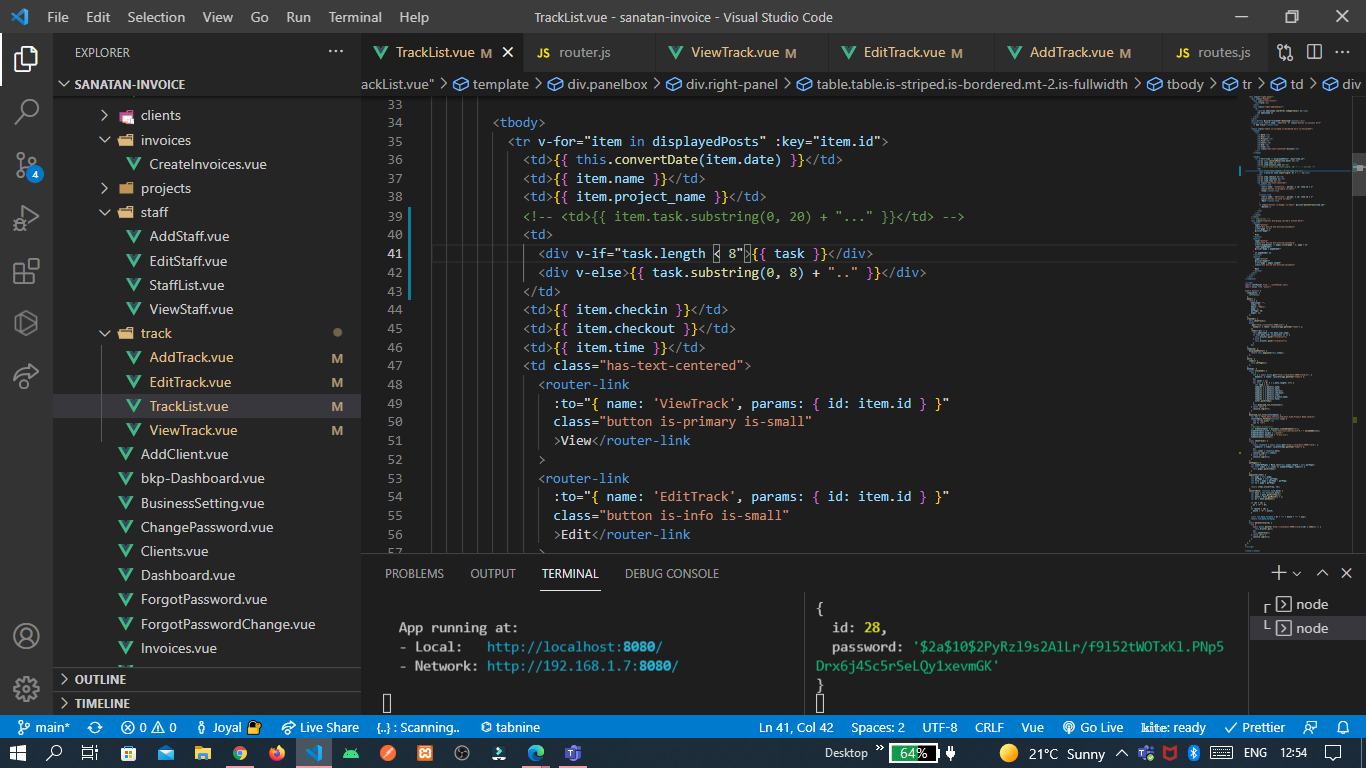 File Edit Selection View Go Run Terminal Help TrackList.vue - sanatan-invoice - Visual Studio Code
EXPLORER ...
SANATAN-INVOICE
clients
invoices
CreateInvoices.vue
projects
staff
AddStaff.vue
EditStaff.vue
StaffList.vue
ViewStaff.vue
track
AddTrack.vue M
EditTrack.vue M
TrackList.vue M
ViewTrack.vue M
AddClient.vue
bkp-Dashboard.vue
BusinessSetting.vue
ChangePassword.vue
Clients.vue
Dashboard.vue
ForgotPassword.vue
ForgotPasswordChange.vue
Invoices.vue
OUTLINE
TIMELINE
4
TrackList.vue M JS router.js ViewTrack.vue M EditTrack.vue M AddTrack.vue M JS routes.js ...
ackList.vue" > template > div.panelbox > div.right-panel > table.table.is-striped.is-bordered.mt-2.is-fullwidth > tbody > tr > td > div
33
34 <tbody>
35 <tr v-for="item in displayedPosts" :key="item.id">
36 <td>{{ this.convertDate(item.date) }}</td>
37 <td>{{ item.name }}</td>
38 <td>{{ item.project_name }}</td>
39 <!-- <td>{{ item.task.substring(0, 20) + "..." }}</td> -->
40 <td>
41 <div v-if="task.length < 8">{{ task }}</div>
42 <div v-else>{{ task.substring(0, 8) + ".." }}</div>
43 </td>
44 <td>{{ item.checkin }}</td>
45 <td>{{ item.checkout }}</td>
46 <td>{{ item.time }}</td>
47 <td class="has-text-centered">
48 <router-link
49 :to="{ name: 'ViewTrack', params: { id: item.id } }"
50 class="button is-primary is-small"
51 >View</router-link
52 >
53 <router-link
54 :to="{ name: 'EditTrack', params: { id: item.id } }"
55 class="button is-info is-small"
56 >Edit</router-link
57 >
PROBLEMS OUTPUT TERMINAL DEBUG CONSOLE
App running at:
- Local: http://localhost:8080/
- Network: http://192.168.1.7:8080/
{
id: 28,
password: '$2a$10$2PyRzl9s2AlLr/f9l52tWOTxKl.PNp5
Drx6j4Sc5rSeLQy1xevmGK'
}
node
node
main* 0 0 Joyal Live Share {..} : Scanning.. tabnine Ln 41, Col 42 Spaces: 2 UTF-8 CRLF Vue Go Live kite: ready Prettier
Desktop 64% 21°C Sunny ENG 12:54